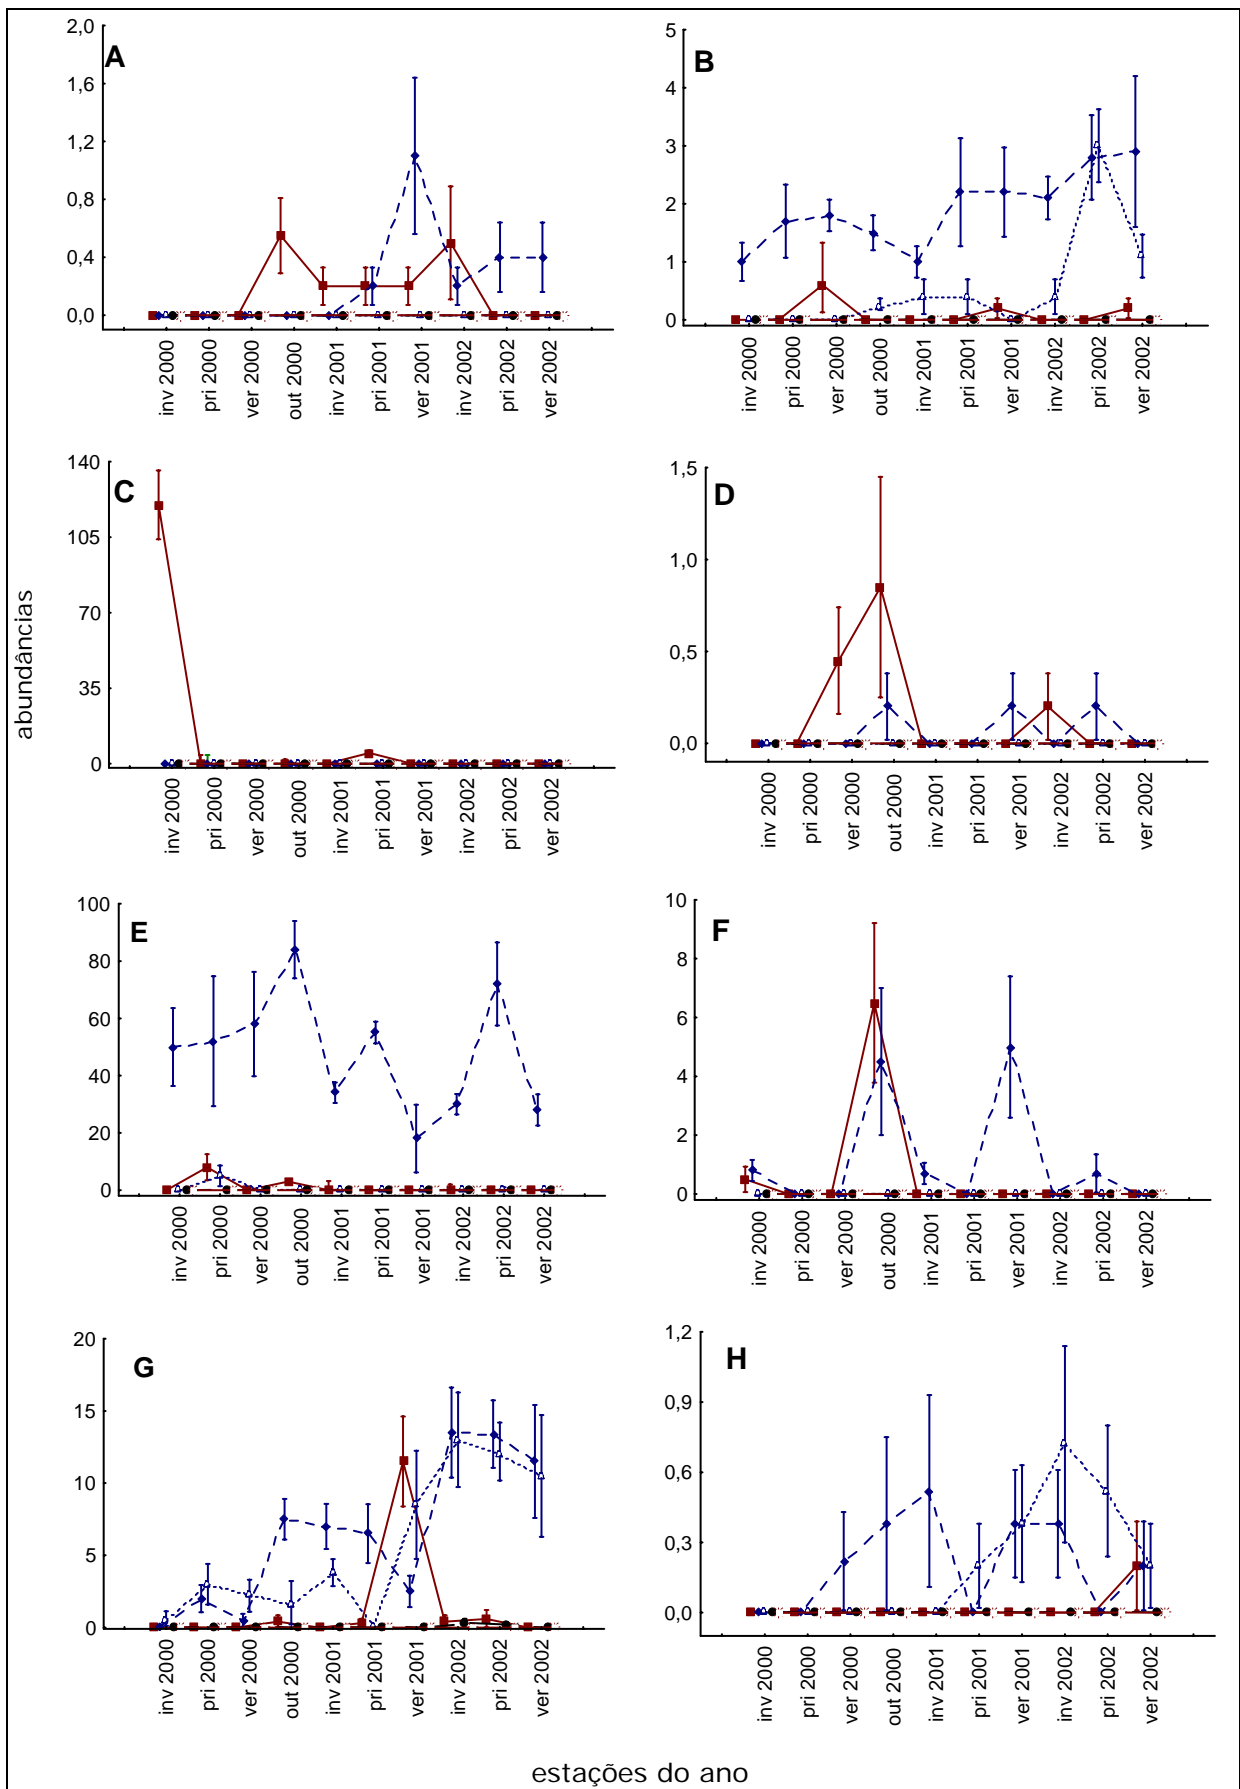 A
2,0
1,6
1,2
0,8
0,4
0,0
inv 2000
pri 2000
ver 2000
out 2000
inv 2001
pri 2001
ver 2001
inv 2002
pri 2002
ver 2002
B
5
4
3
2
1
0
inv 2000
pri 2000
ver 2000
out 2000
inv 2001
pri 2001
ver 2001
inv 2002
pri 2002
ver 2002
abundâncias
C
140
105
70
35
0
inv 2000
pri 2000
ver 2000
out 2000
inv 2001
pri 2001
ver 2001
inv 2002
pri 2002
ver 2002
D
1,5
1,0
0,5
0,0
inv 2000
pri 2000
ver 2000
out 2000
inv 2001
pri 2001
ver 2001
inv 2002
pri 2002
ver 2002
E
100
80
60
40
20
0
inv 2000
pri 2000
ver 2000
out 2000
inv 2001
pri 2001
ver 2001
inv 2002
pri 2002
ver 2002
F
10
8
6
4
2
0
inv 2000
pri 2000
ver 2000
out 2000
inv 2001
pri 2001
ver 2001
inv 2002
pri 2002
ver 2002
G
20
15
10
5
0
inv 2000
pri 2000
ver 2000
out 2000
inv 2001
pri 2001
ver 2001
inv 2002
pri 2002
ver 2002
H
1,2
0,9
0,6
0,3
0,0
inv 2000
pri 2000
ver 2000
out 2000
inv 2001
pri 2001
ver 2001
inv 2002
pri 2002
ver 2002
estações do ano